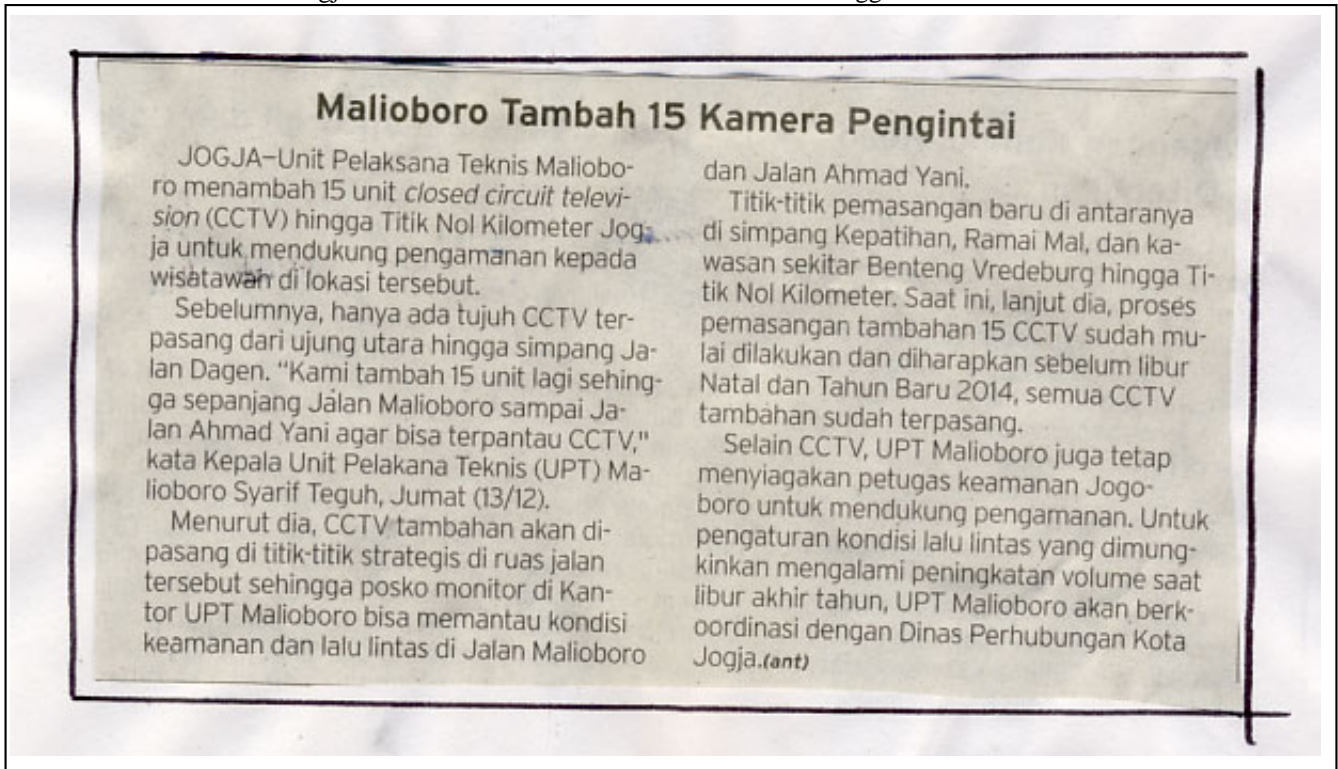 Malioboro Tambah 15 Kamera Pengintai
JOGJA–Unit Pelaksana Teknis Maliobo-
ro menambah 15 unit closed circuit televi-
sion (CCTV) hingga Titik Nol Kilometer Jog-
ja untuk mendukung pengamanan kepada
wisatawan di lokasi tersebut.
Sebelumnya, hanya ada tujuh CCTV ter-
pasang dari ujung utara hingga simpang Ja-
lan Dagen. "Kami tambah 15 unit lagi sehing-
ga sepanjang Jalan Malioboro sampai Ja-
lan Ahmad Yani agar bisa terpantau CCTV,"
kata Kepala Unit Pelakana Teknis (UPT) Ma-
lioboro Syarif Teguh, Jumat (13/12).
Menurut dia, CCTV tambahan akan di-
pasang di titik-titik strategis di ruas jalan
tersebut sehingga posko monitor di Kan-
tor UPT Malioboro bisa memantau kondisi
keamanan dan lalu lintas di Jalan Malioboro
dan Jalan Ahmad Yani.
Titik-titik pemasangan baru di antaranya
di simpang Kepatihan, Ramai Mal, dan ka-
wasan sekitar Benteng Vredeburg hingga Ti-
tik Nol Kilometer. Saat ini, lanjut dia, proses
pemasangan tambahan 15 CCTV sudah mu-
lai dilakukan dan diharapkan sebelum libur
Natal dan Tahun Baru 2014, semua CCTV
tambahan sudah terpasang.
Selain CCTV, UPT Malioboro juga tetap
menyiagakan petugas keamanan Jogo-
boro untuk mendukung pengamanan. Untuk
pengaturan kondisi lalu lintas yang dimung-
kinkan mengalami peningkatan volume saat
libur akhir tahun, UPT Malioboro akan berk-
oordinasi dengan Dinas Perhubungan Kota
Jogja.(ant)